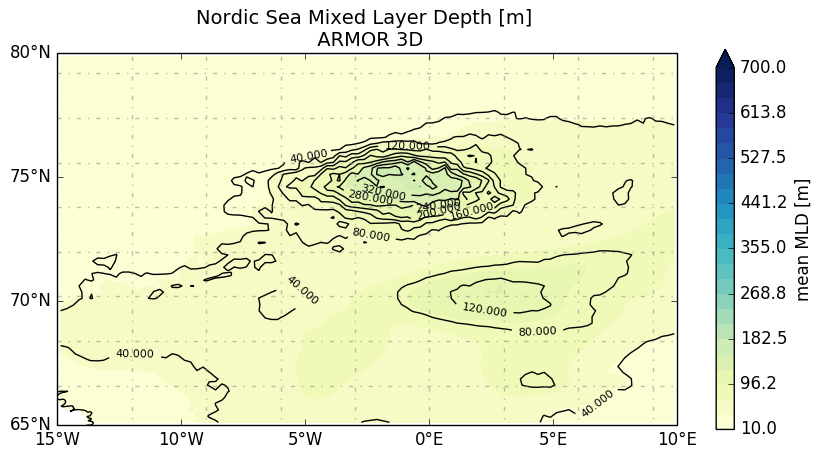 Nordic Sea Mixed Layer Depth [m]
ARMOR 3D
80°N
75°N
70°N
65°N
15°W
10°W
5°W
0°E
5°E
10°E
40.000
120.000
320.000
280.000
240.000
200.000
160.000
80.000
40.000
120.000
80.000
40.000
40.000
700.0
613.8
527.5
441.2
355.0
268.8
182.5
96.2
10.0
mean MLD [m]